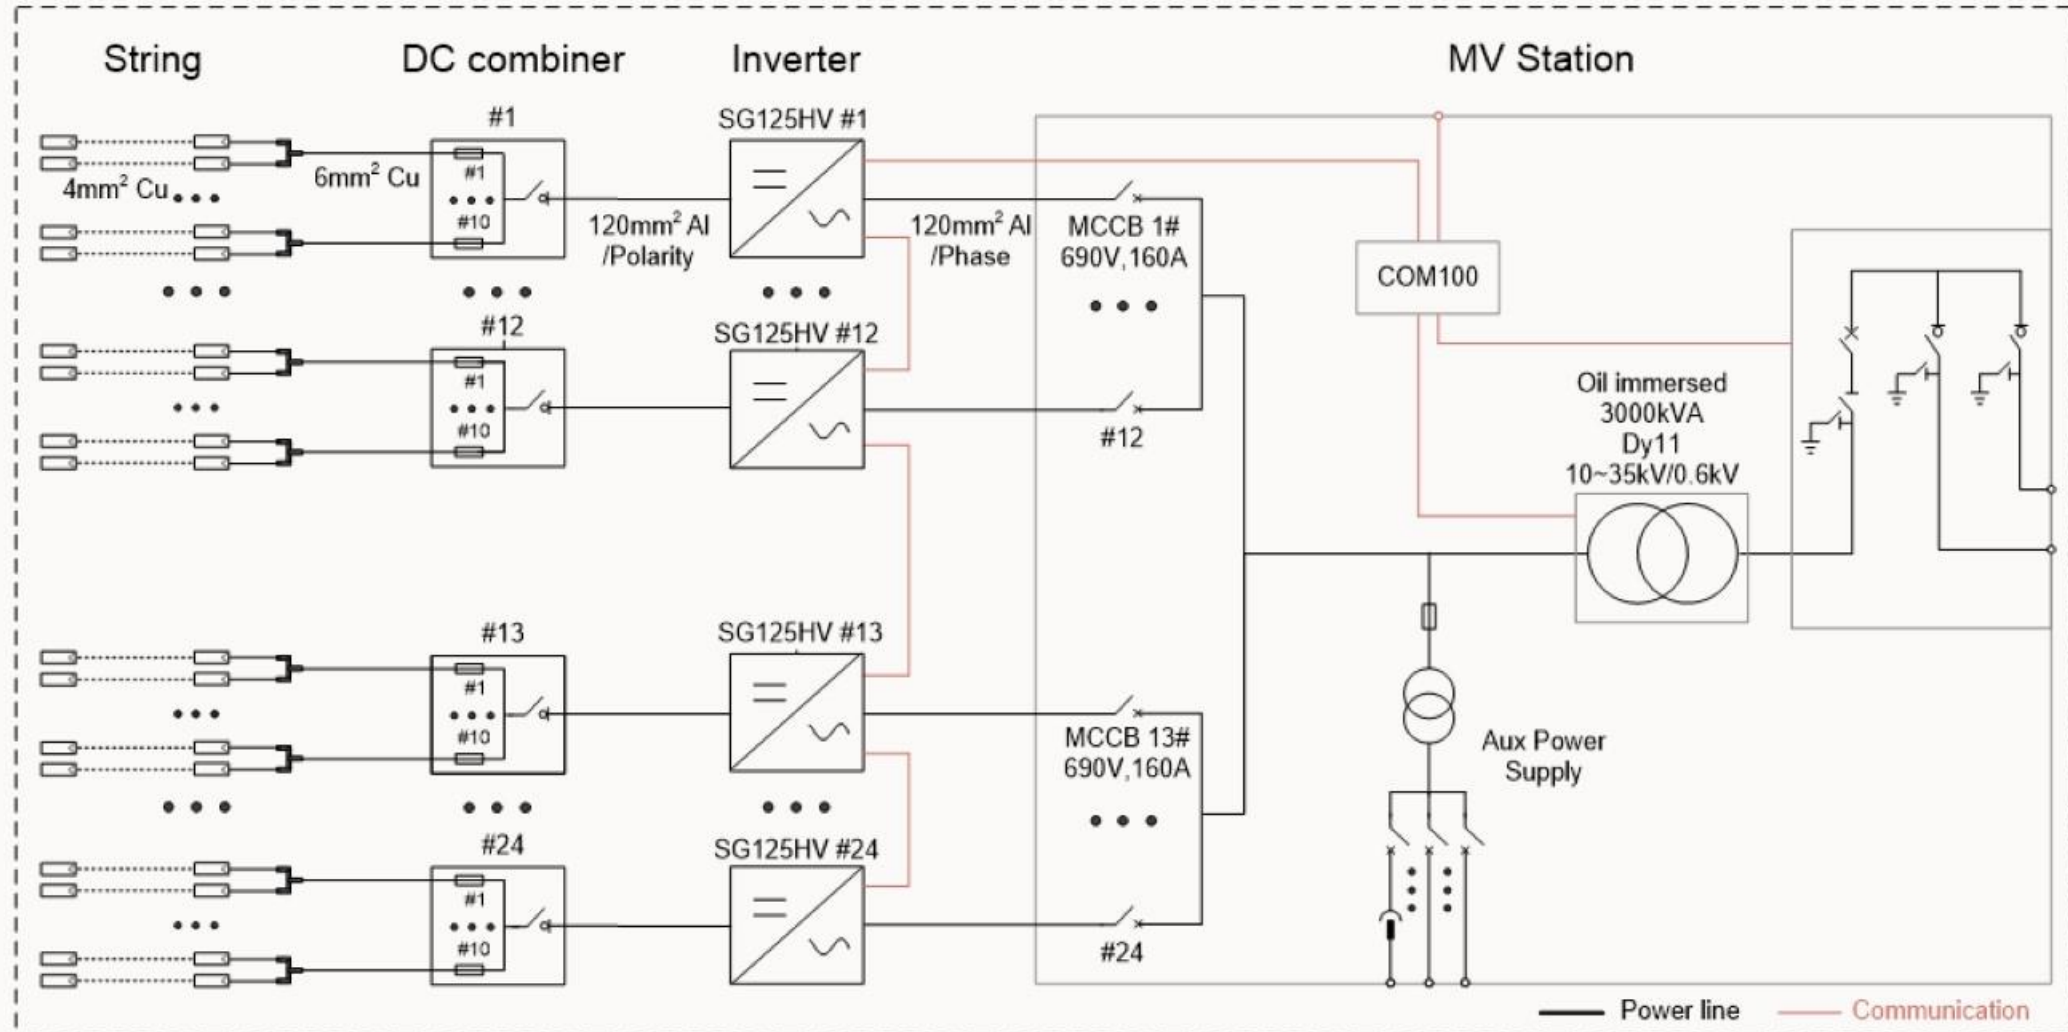 String
DC combiner
Inverter
MV Station
#1
SG125HV #1
4mm² Cu
6mm² Cu
#1
#10
120mm² Al
/Polarity
120mm² Al
/Phase
MCCB 1#
690V,160A
COM100
#12
SG125HV #12
#1
#10
#12
Oil immersed
3000kVA
Dy11
10~35kV/0.6kV
#13
SG125HV #13
#1
#10
MCCB 13#
690V,160A
Aux Power
Supply
#24
SG125HV #24
#1
#10
#24
Power line
Communication